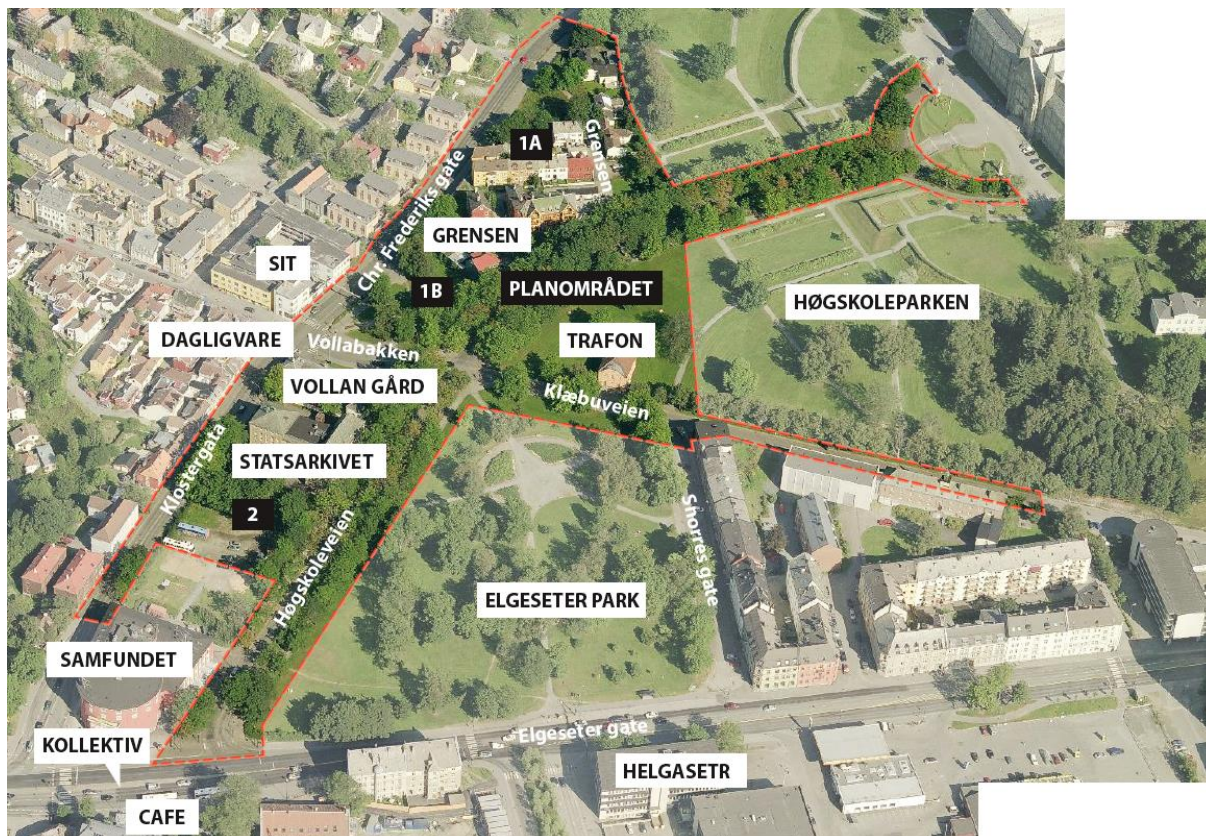 1A
Grensen
Chr. Frederiks gate
GRENSEN
SIT
1B
PLANOMRÅDET
HØGSKOLEPARKEN
DAGLIGVARE
Vollabakken
TRAFON
VOLLAN GÅRD
Klæbuveien
Klostergata
STATSARKIVET
2
Høgskoleveien
Snorres gate
ELGESETER PARK
SAMFUNDET
KOLLEKTIV
Elgeseter gate
HELGASETR
CAFE